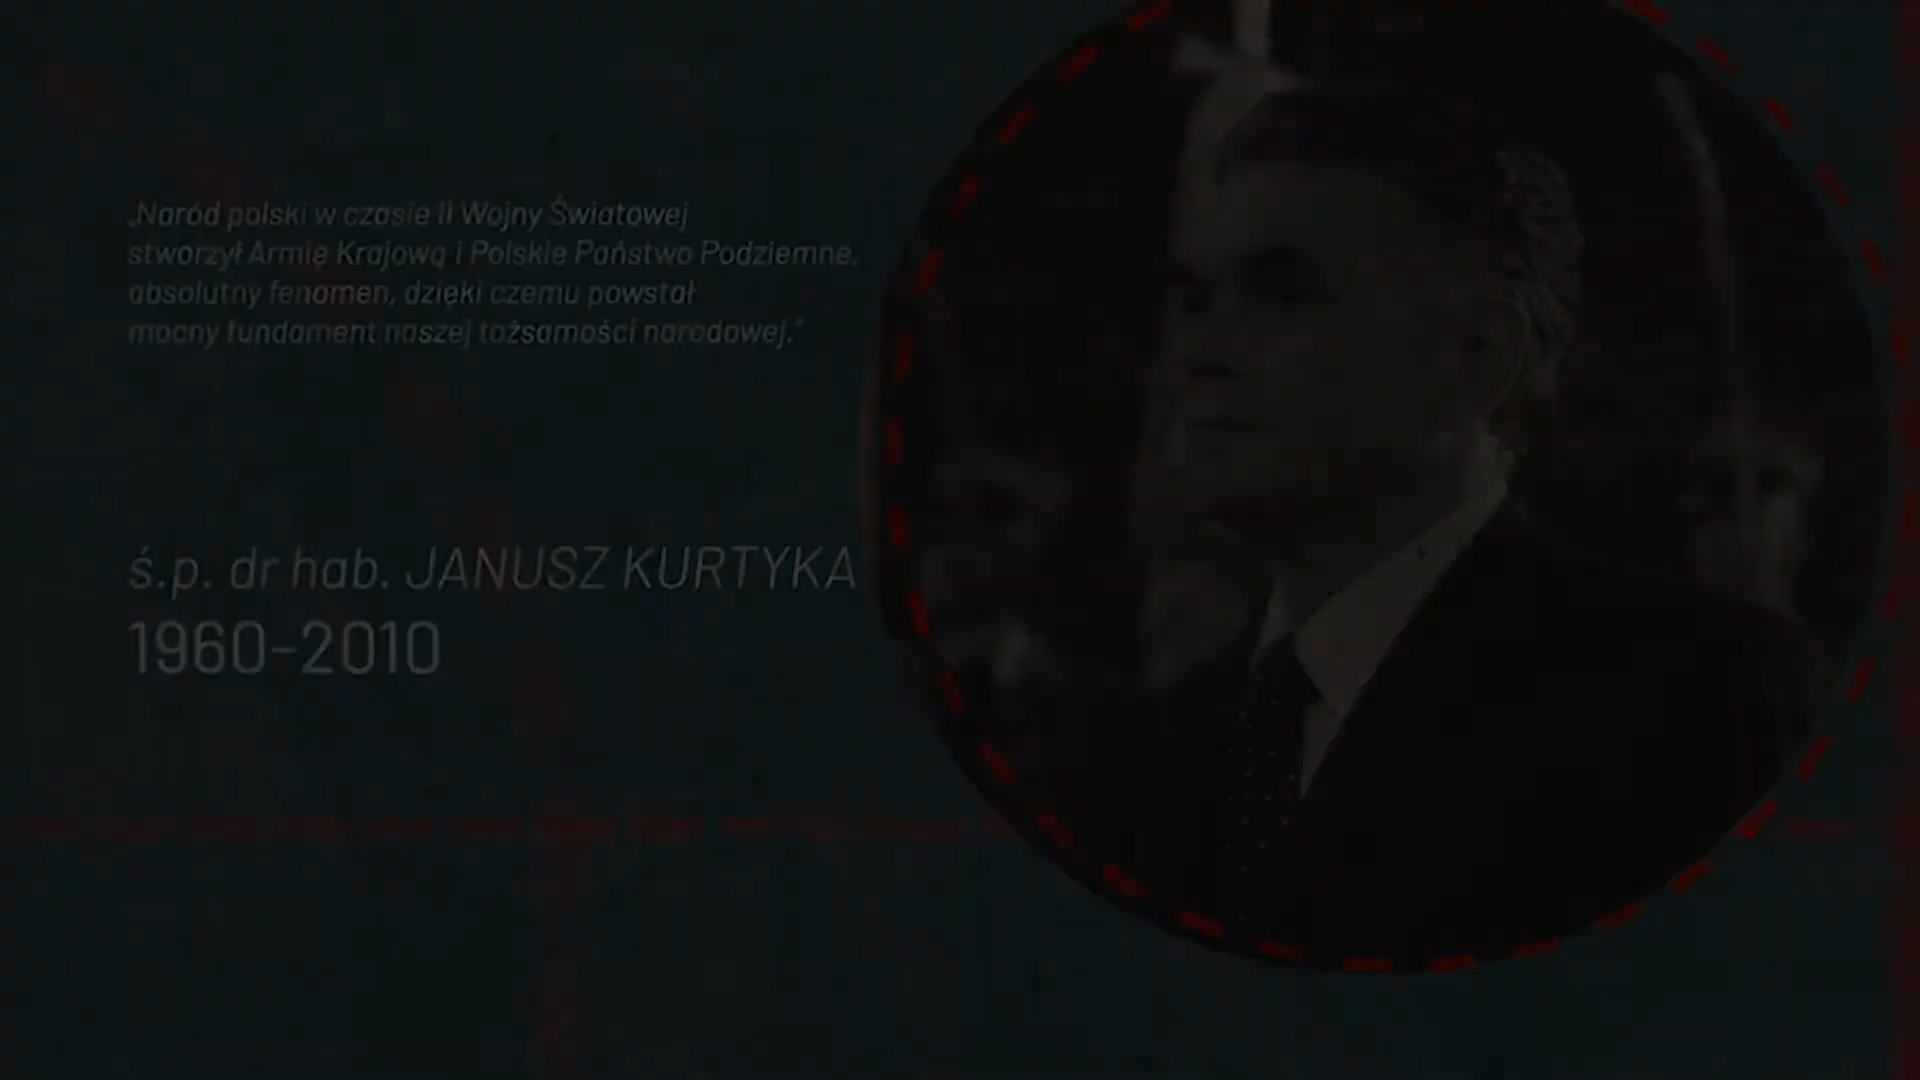 „Naród polski w czasie II Wojny Światowej
stworzył Armię Krajową i Polskie Państwo Podziemne,
absolutny fenomen, dzięki czemu powstał
mocny fundament naszej tożsamości narodowej.”
ś.p. dr hab. JANUSZ KURTYKA
1960-2010